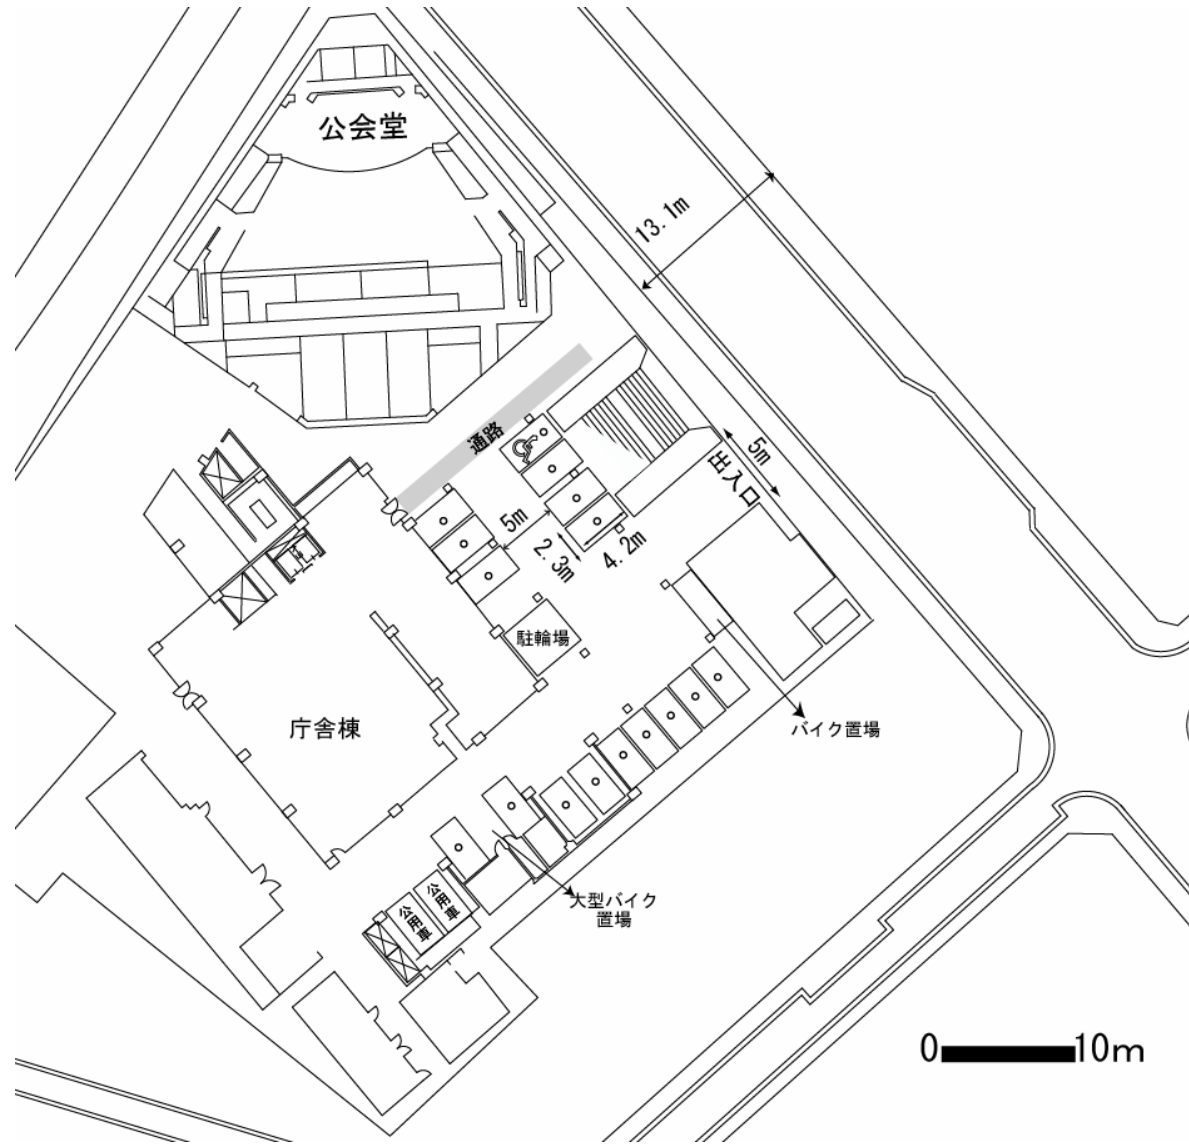 公会堂
13.1m
通路
5m
出入口
5m
2.3m
4.2m
駐輪場
庁舎棟
バイク置場
大型バイク
置場
公用車
公用車
0
10m